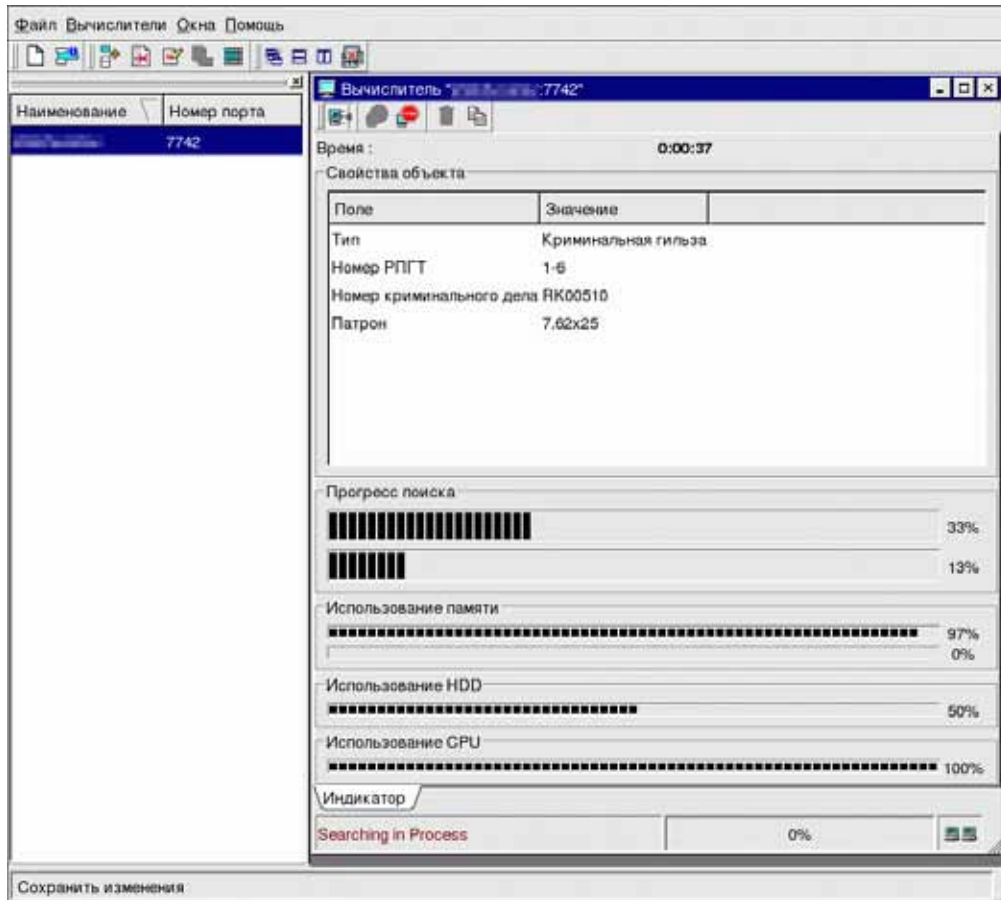 Файл Вычислители Окна Помощь
Наименование Номер порта
7742
Вычислитель " :7742"
Время : 0:00:37
Свойства объекта
Поле Значение
Тип Криминальная гильза
Номер РПГТ 1-6
Номер криминального дела RK00510
Патрон 7.62x25
Прогресс поиска
33%
13%
Использование памяти
97%
0%
Использование HDD
50%
Использование CPU
100%
Индикатор
Searching in Process 0%
Сохранить изменения